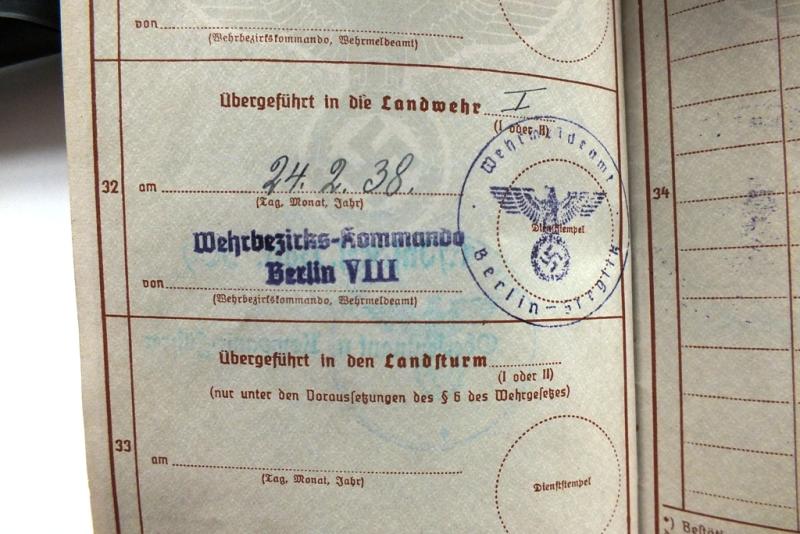 von
(Wehrbezirkskommando, Wehrmeldeamt)
Übergeführt in die Landwehr I
(I oder II)
32
am 24. 2. 38.
(Tag, Monat, Jahr)
Wehrmeldeamt
Dienststempel
Berlin
Wehrbezirks-Kommando
Berlin VIII
von
(Wehrbezirkskommando, Wehrmeldeamt)
Übergeführt in den Landsturm
(I oder II)
(nur unter den Voraussetzungen des § 6 des Wehrgesetzes)
33
am
(Tag, Monat, Jahr)
Dienststempel
34